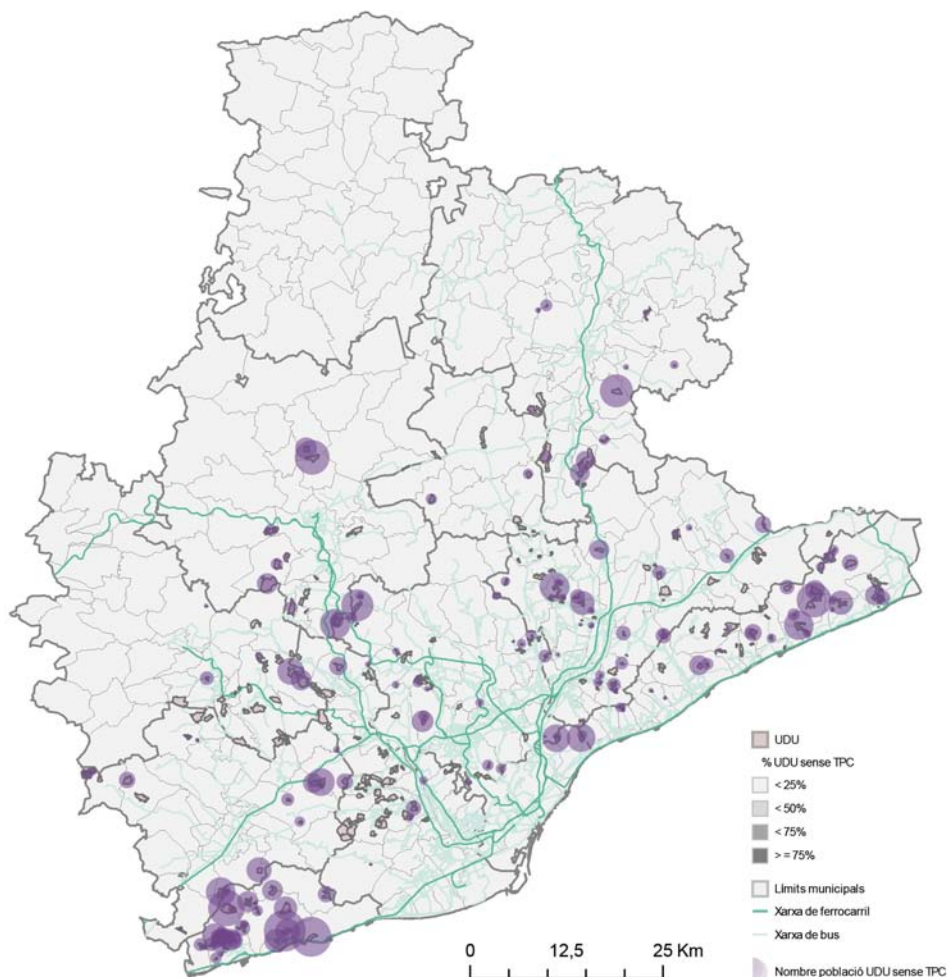 UDU
% UDU sense TPC
< 25%
< 50%
< 75%
> = 75%
Límits municipals
Xarxa de ferrocarril
Xarxa de bus
Nombre població UDU sense TPC
0 12,5 25 Km